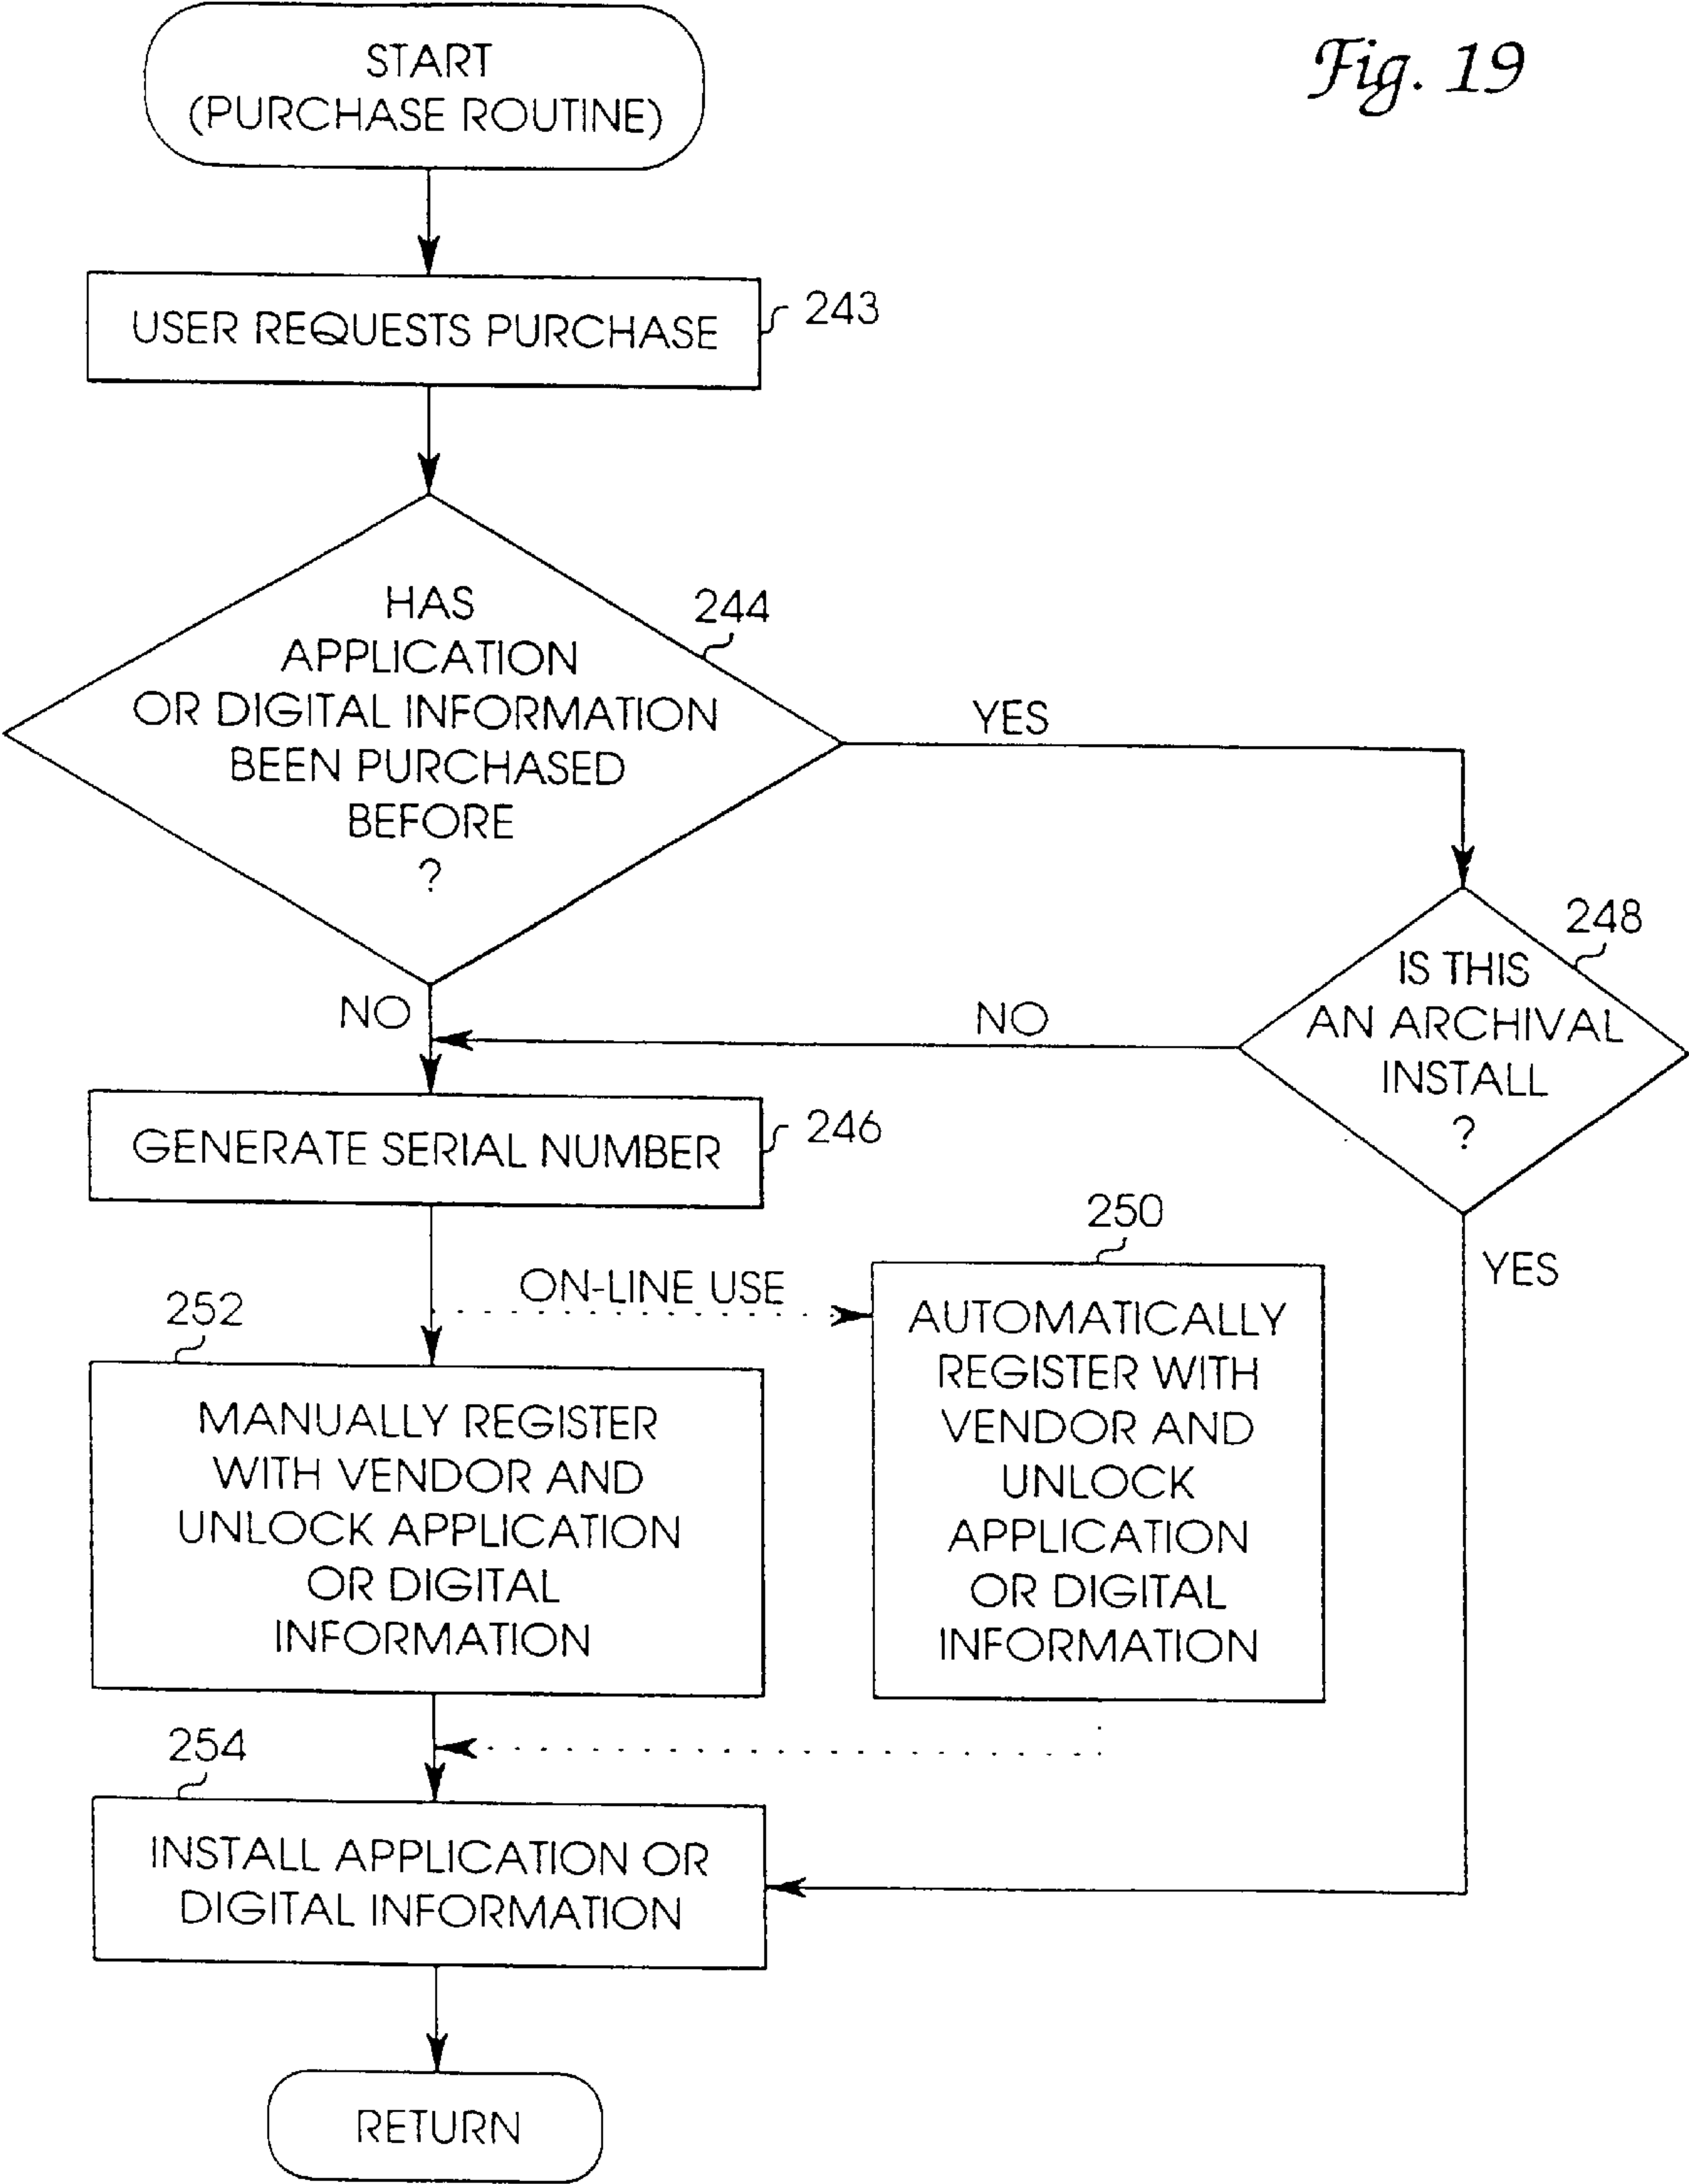 Fig. 19
START
(PURCHASE ROUTINE)
USER REQUESTS PURCHASE
243
HAS
APPLICATION
OR DIGITAL INFORMATION
BEEN PURCHASED
BEFORE
?
244
YES
NO
248
IS THIS
AN ARCHIVAL
INSTALL
?
NO
YES
GENERATE SERIAL NUMBER
246
ON-LINE USE
250
AUTOMATICALLY
REGISTER WITH
VENDOR AND
UNLOCK
APPLICATION
OR DIGITAL
INFORMATION
252
MANUALLY REGISTER
WITH VENDOR AND
UNLOCK APPLICATION
OR DIGITAL
INFORMATION
254
INSTALL APPLICATION OR
DIGITAL INFORMATION
RETURN